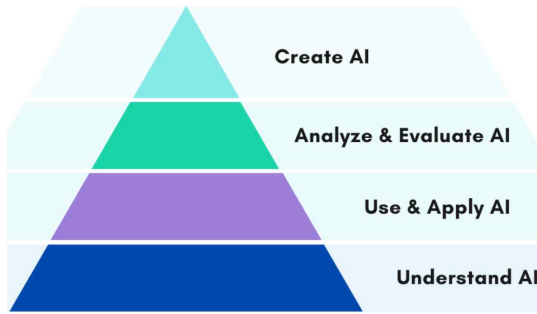 Create AI
Analyze & Evaluate AI
Use & Apply AI
Understand AI